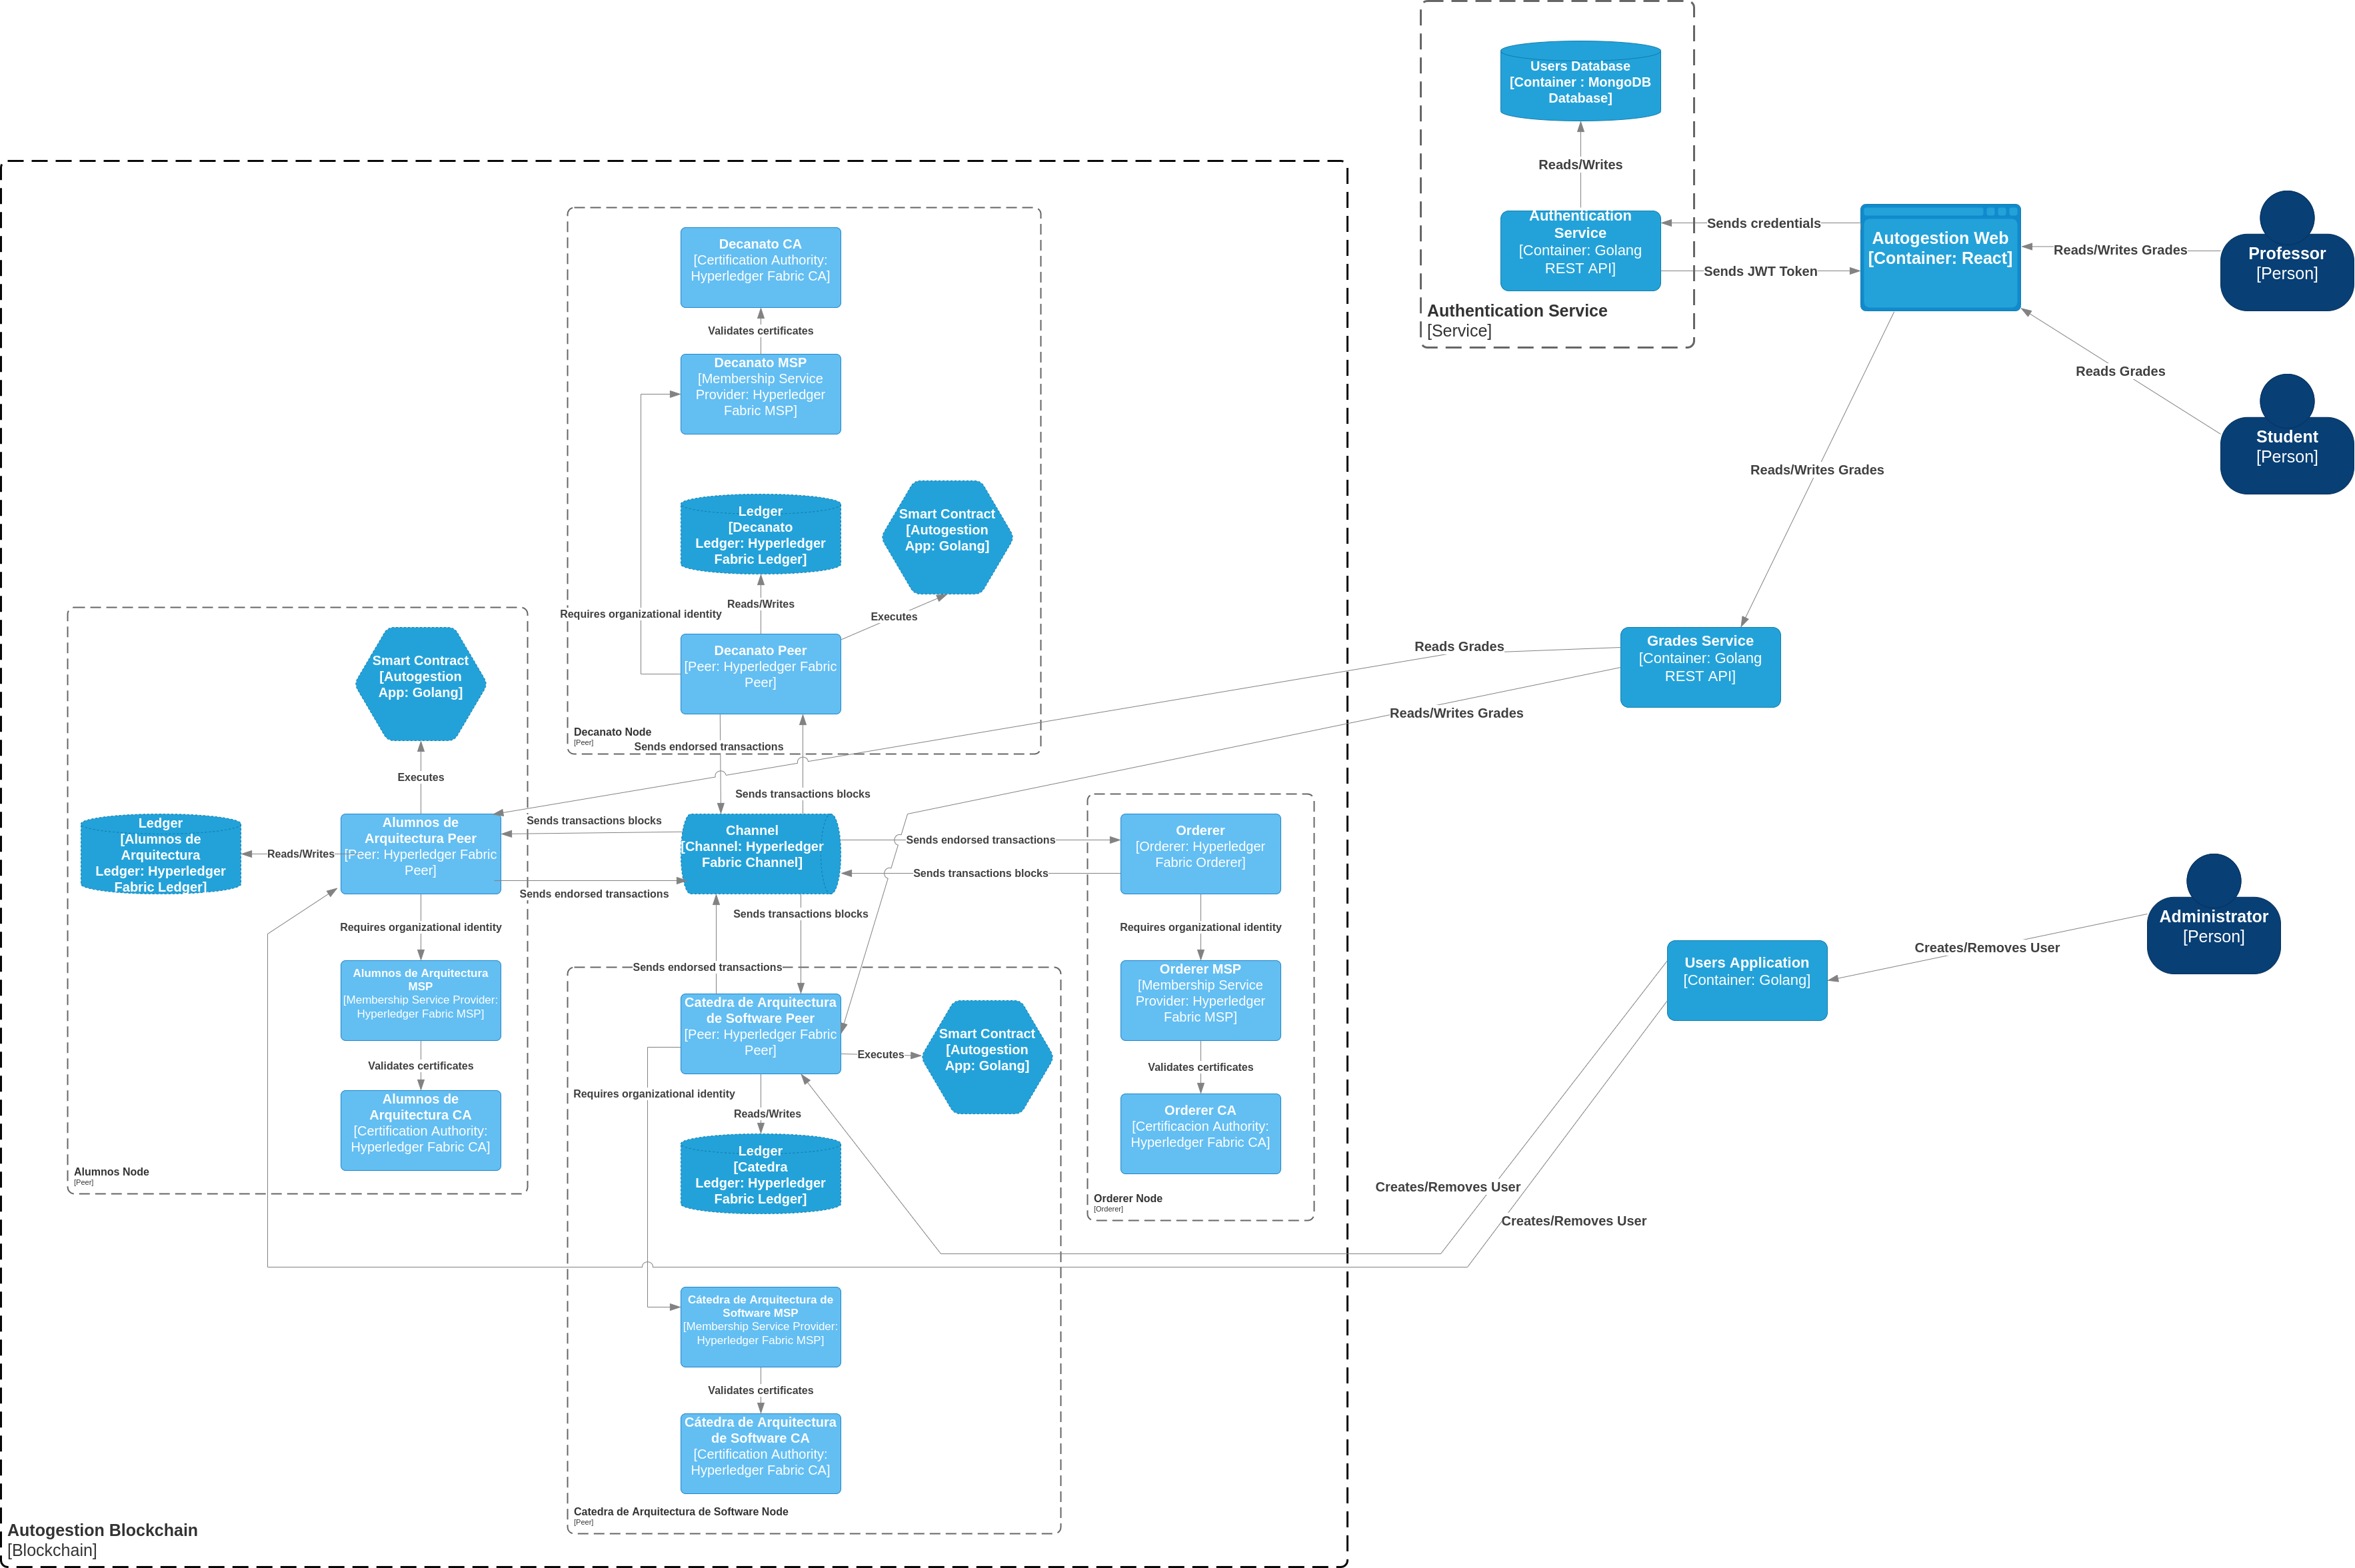 Users Database
[Container : MongoDB
Database]
Reads/Writes
Authentication
Service
[Container: Golang
REST API]
Authentication Service
[Service]
Sends credentials
Sends JWT Token
Autogestion Web
[Container: React]
Reads/Writes Grades
Professor
[Person]
Reads Grades
Student
[Person]
Reads/Writes Grades
Grades Service
[Container: Golang
REST API]
Reads Grades
Reads/Writes Grades
Administrator
[Person]
Creates/Removes User
Users Application
[Container: Golang]
Creates/Removes User
Creates/Removes User
Decanato CA
[Certification Authority:
Hyperledger Fabric CA]
Validates certificates
Decanato MSP
[Membership Service
Provider: Hyperledger
Fabric MSP]
Ledger
[Decanato
Ledger: Hyperledger
Fabric Ledger]
Smart Contract
[Autogestion
App: Golang]
Requires organizational identity
Reads/Writes
Executes
Decanato Peer
[Peer: Hyperledger Fabric
Peer]
Decanato Node
[Peer]
Sends endorsed transactions
Sends transactions blocks
Smart Contract
[Autogestion
App: Golang]
Executes
Ledger
[Alumnos de
Arquitectura
Ledger: Hyperledger
Fabric Ledger]
Reads/Writes
Alumnos de
Arquitectura Peer
[Peer: Hyperledger Fabric
Peer]
Sends transactions blocks
Sends endorsed transactions
Requires organizational identity
Alumnos de Arquitectura
MSP
[Membership Service Provider:
Hyperledger Fabric MSP]
Validates certificates
Alumnos de
Arquitectura CA
[Certification Authority:
Hyperledger Fabric CA]
Alumnos Node
[Peer]
Channel
[Channel: Hyperledger
Fabric Channel]
Sends endorsed transactions
Sends transactions blocks
Orderer
[Orderer: Hyperledger
Fabric Orderer]
Requires organizational identity
Orderer MSP
[Membership Service
Provider: Hyperledger
Fabric MSP]
Validates certificates
Orderer CA
[Certificacion Authority:
Hyperledger Fabric CA]
Orderer Node
[Orderer]
Sends transactions blocks
Sends endorsed transactions
Catedra de Arquitectura
de Software Peer
[Peer: Hyperledger Fabric
Peer]
Executes
Smart Contract
[Autogestion
App: Golang]
Requires organizational identity
Reads/Writes
Ledger
[Catedra
Ledger: Hyperledger
Fabric Ledger]
Cátedra de Arquitectura de
Software MSP
[Membership Service Provider:
Hyperledger Fabric MSP]
Validates certificates
Cátedra de Arquitectura
de Software CA
[Certification Authority:
Hyperledger Fabric CA]
Catedra de Arquitectura de Software Node
[Peer]
Autogestion Blockchain
[Blockchain]